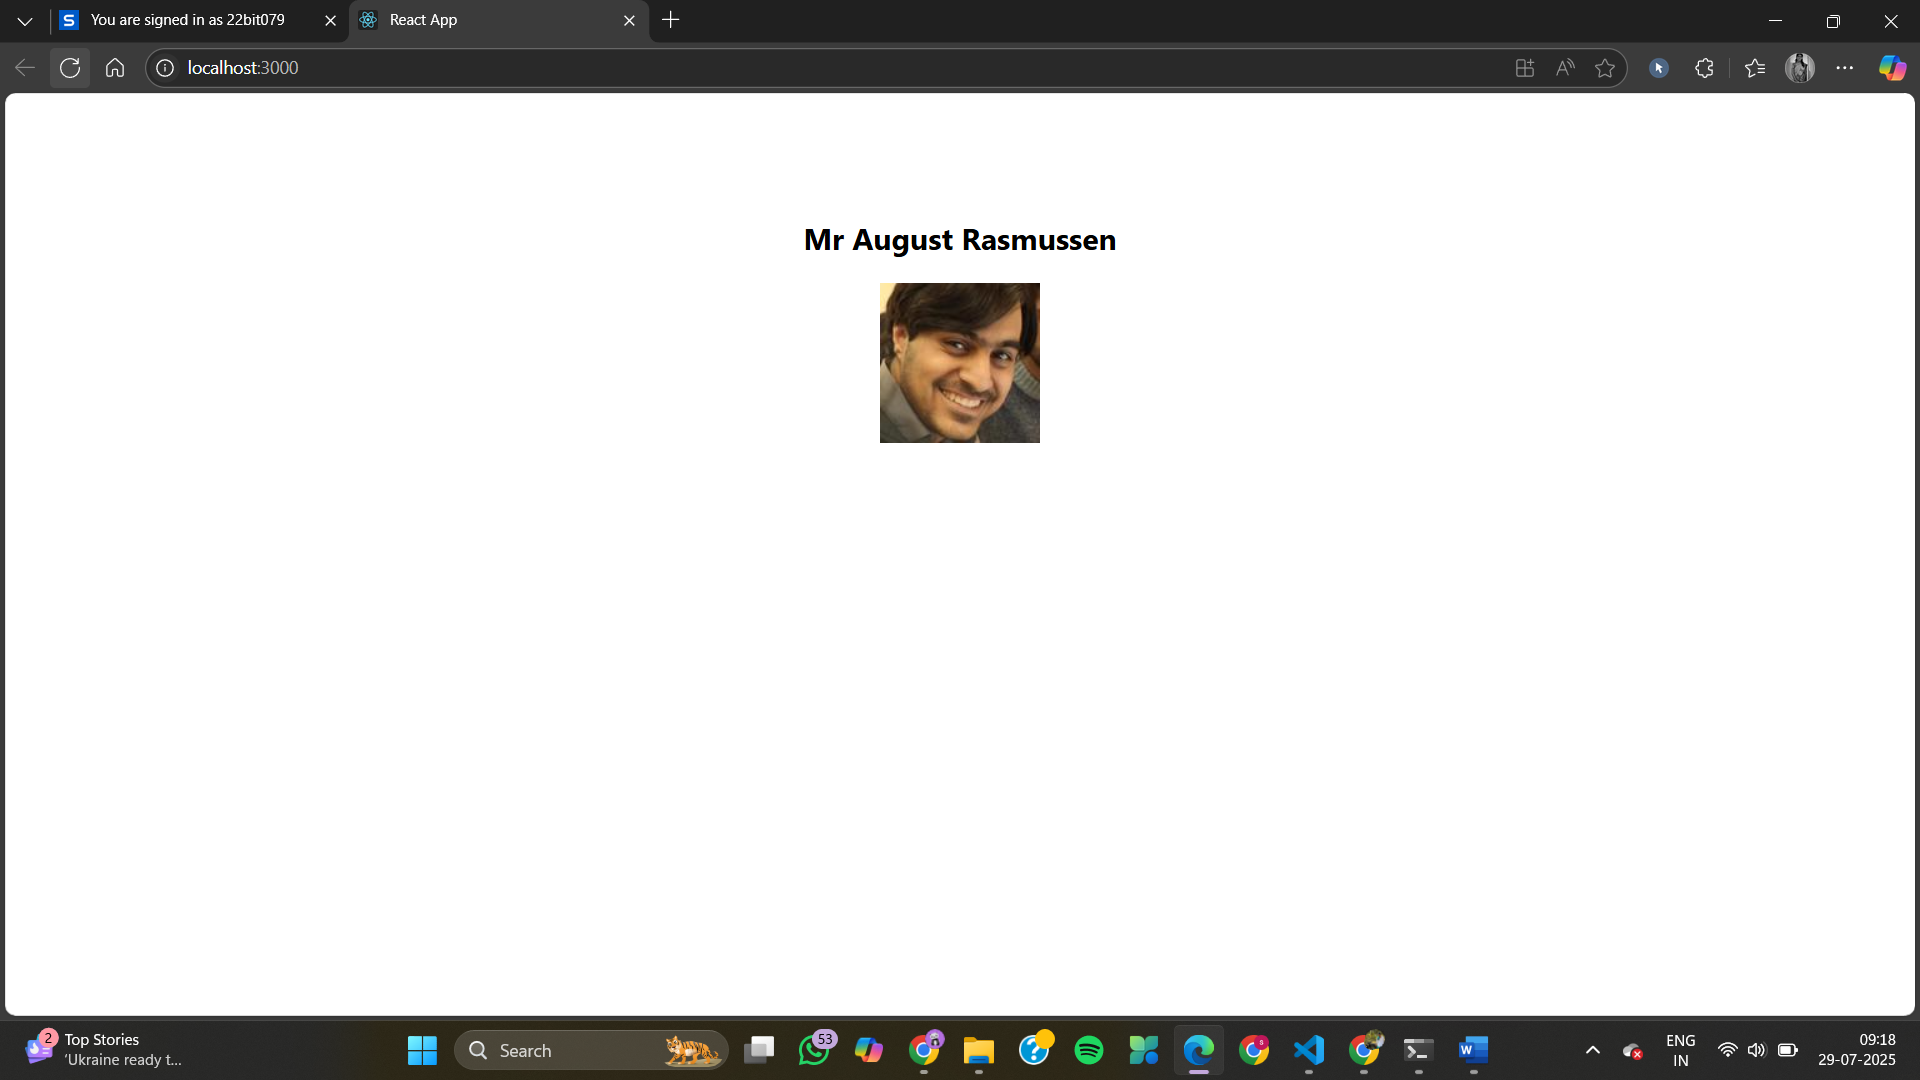 You are signed in as 22bit079
React App
localhost:3000
Mr August Rasmussen
2
Top Stories
'Ukraine ready t...
Search
53
ENG
IN
09:18
29-07-2025